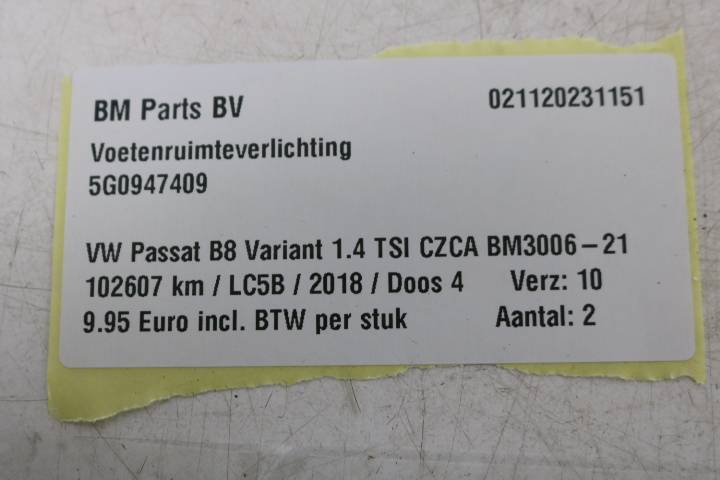 BM Parts BV 021120231151
Voetenruimteverlichting
5G0947409
VW Passat B8 Variant 1.4 TSI CZCA BM3006-21
102607 km / LC5B / 2018 / Doos 4 Verz: 10
9.95 Euro incl. BTW per stuk Aantal: 2